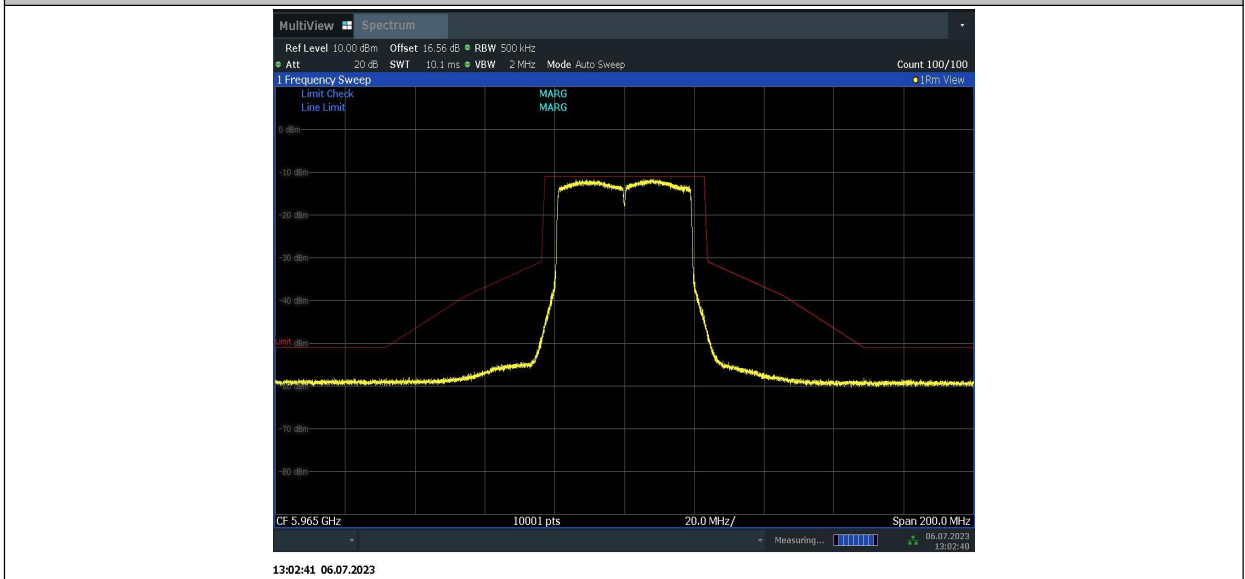 MultiView Spectrum
Ref Level 10.00 dBm Offset 16.56 dB RBW 500 kHz
Att 20 dB SWT 10.1 ms VBW 2 MHz Mode Auto Sweep Count 100/100
1 Frequency Sweep 1Rm View
Limit Check MARG
Line Limit MARG
0 dBm
-10 dBm
-20 dBm
-30 dBm
-40 dBm
Limit dBm
-70 dBm
-80 dBm
CF 5.965 GHz 10001 pts 20.0 MHz/ Span 200.0 MHz
Measuring... 06.07.2023
13:02:40
13:02:41 06.07.2023